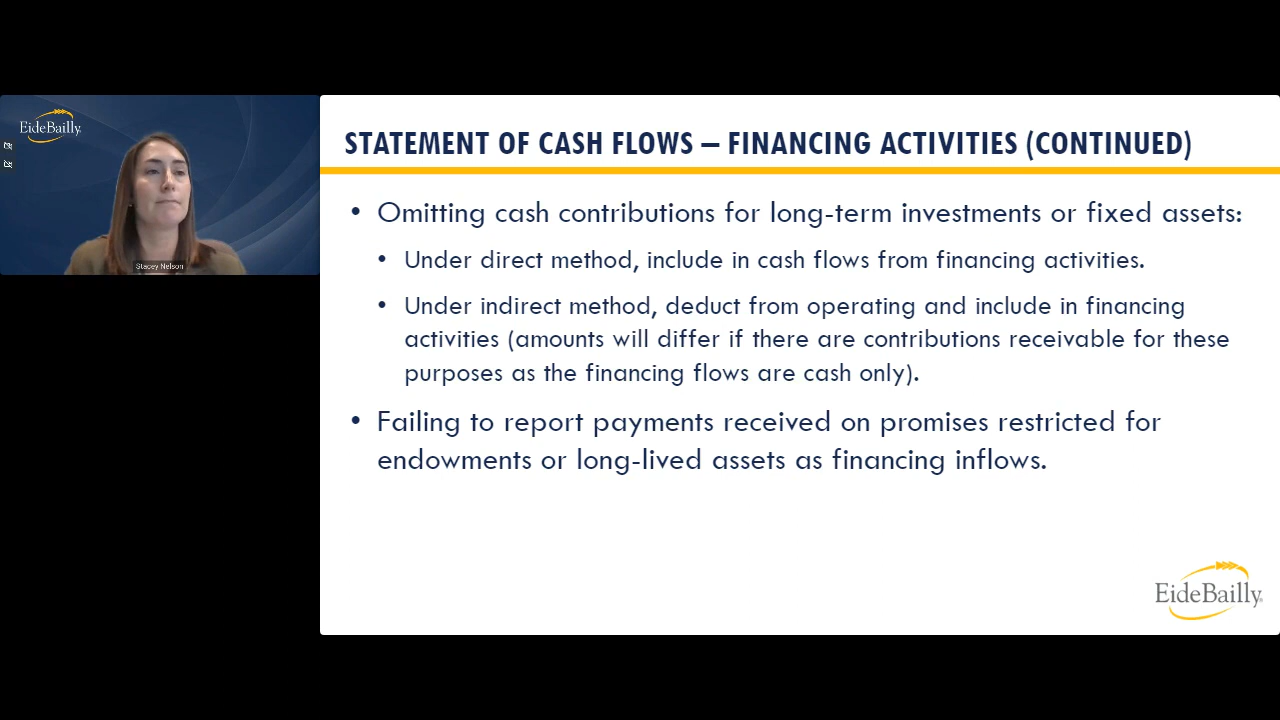 EideBailly
Stacey Nelson
STATEMENT OF CASH FLOWS – FINANCING ACTIVITIES (CONTINUED)
• Omitting cash contributions for long-term investments or fixed assets:
• Under direct method, include in cash flows from financing activities.
• Under indirect method, deduct from operating and include in financing
activities (amounts will differ if there are contributions receivable for these
purposes as the financing flows are cash only).
• Failing to report payments received on promises restricted for
endowments or long-lived assets as financing inflows.
EideBailly®